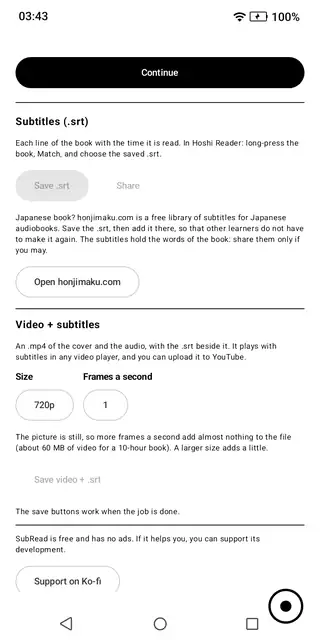 03:43
100%
Continue
Subtitles (.srt)
Each line of the book with the time it is read. In Hoshi Reader: long-press the
book, Match, and choose the saved .srt.
Save .srt
Share
Japanese book? honjimaku.com is a free library of subtitles for Japanese
audiobooks. Save the .srt, then add it there, so that other learners do not have
to make it again. The subtitles hold the words of the book: share them only if
you may.
Open honjimaku.com
Video + subtitles
An .mp4 of the cover and the audio, with the .srt beside it. It plays with
subtitles in any video player, and you can upload it to YouTube.
Size
Frames a second
720p
1
The picture is still, so more frames a second add almost nothing to the file
(about 60 MB of video for a 10-hour book). A larger size adds a little.
Save video + .srt
The save buttons work when the job is done.
SubRead is free and has no ads. If it helps you, you can support its
development.
Support on Ko-fi